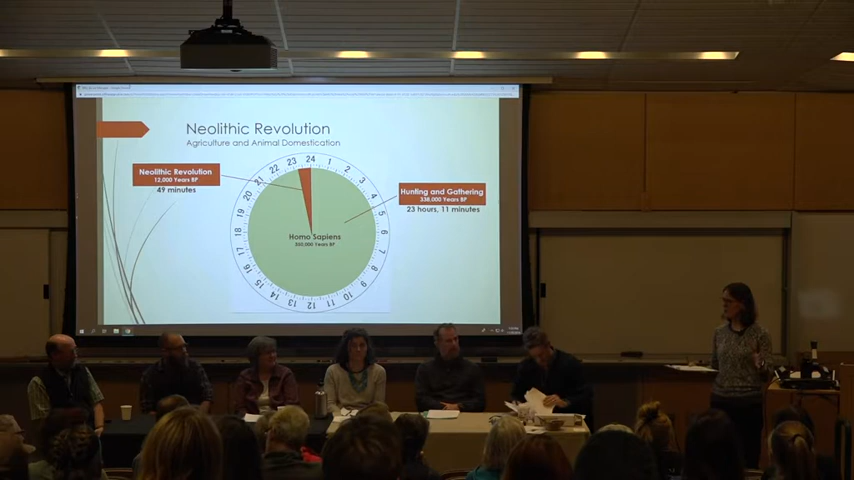 Neolithic Revolution
Agriculture and Animal Domestication
Neolithic Revolution
12,000 Years BP
49 minutes
Hunting and Gathering
338,000 Years BP
23 hours, 11 minutes
Homo Sapiens
350,000 Years BP
24
1
2
3
4
5
6
7
8
9
10
11
12
13
14
15
16
17
18
19
20
21
22
23